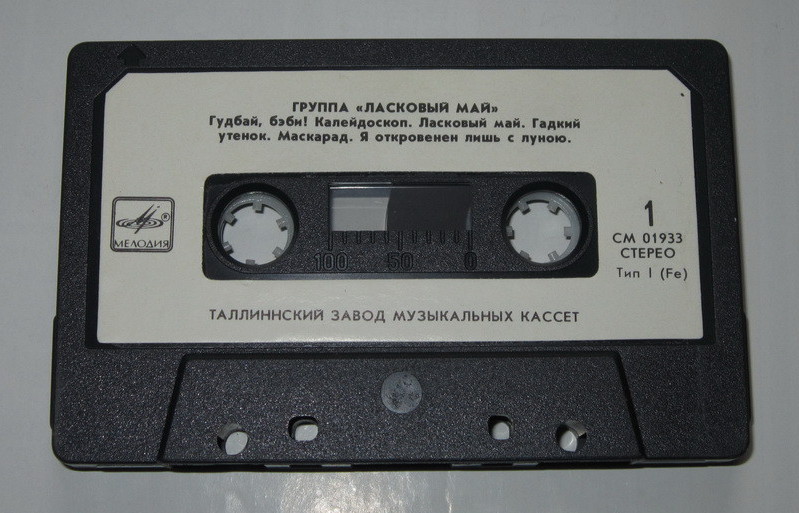 ГРУППА «ЛАСКОВЫЙ МАЙ»
Гудбай, бэби! Калейдоскоп. Ласковый май. Гадкий
утенок. Маскарад. Я откровенен лишь с луною.
® МЕЛОДИЯ
1
СМ 01933
СТЕРЕО
Тип I (Fe)
100 50 0
ТАЛЛИННСКИЙ ЗАВОД МУЗЫКАЛЬНЫХ КАССЕТ